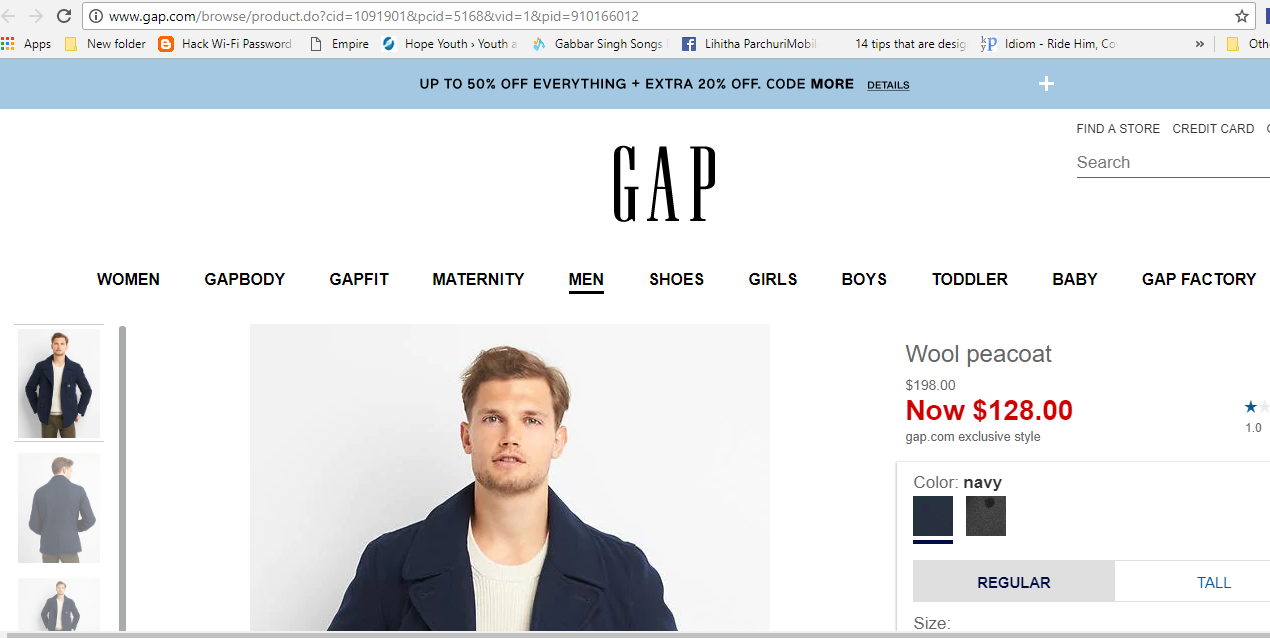 www.gap.com/browse/product.do?cid=1091901&pcid=5168&vid=1&pid=910166012
Apps New folder Hack Wi-Fi Password Empire Hope Youth › Youth a Gabbar Singh Songs Lihitha ParchuriMobil 14 tips that are desig Idiom - Ride Him, Co » Oth
UP TO 50% OFF EVERYTHING + EXTRA 20% OFF. CODE MORE DETAILS
FIND A STORE CREDIT CARD
Search
GAP
WOMEN GAPBODY GAPFIT MATERNITY MEN SHOES GIRLS BOYS TODDLER BABY GAP FACTORY
Wool peacoat
$198.00
Now $128.00
gap.com exclusive style
1.0
Color: navy
REGULAR TALL
Size: